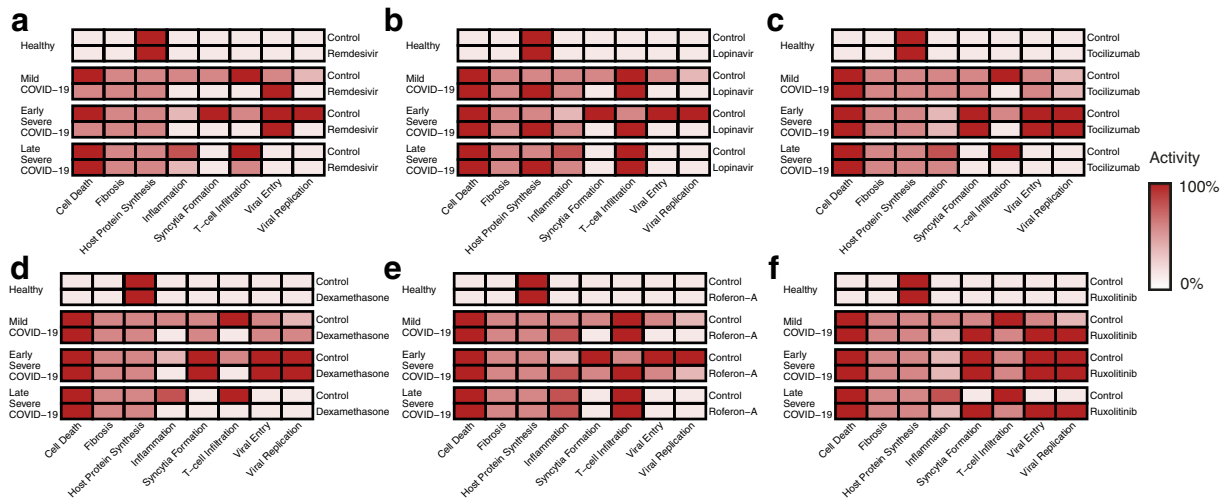 a
Healthy
Control
Remdesivir
Mild
COVID−19
Control
Remdesivir
Early
Severe
COVID−19
Control
Remdesivir
Late
Severe
COVID−19
Control
Remdesivir
Cell Death
Fibrosis
Host Protein Synthesis
Inflammation
Syncytia Formation
T−cell Infiltration
Viral Entry
Viral Replication
b
Control
Lopinavir
Healthy
Mild
COVID−19
Control
Lopinavir
Early
Severe
COVID−19
Control
Lopinavir
Late
Severe
COVID−19
Control
Lopinavir
Cell Death
Fibrosis
Host Protein Synthesis
Inflammation
Syncytia Formation
T−cell Infiltration
Viral Entry
Viral Replication
c
Healthy
Control
Tocilizumab
Mild
COVID−19
Control
Tocilizumab
Early
Severe
COVID−19
Control
Tocilizumab
Late
Severe
COVID−19
Control
Tocilizumab
Cell Death
Fibrosis
Host Protein Synthesis
Inflammation
Syncytia Formation
T−cell Infiltration
Viral Entry
Viral Replication
Activity
100%
0%
d
Healthy
Control
Dexamethasone
Mild
COVID−19
Control
Dexamethasone
Early
Severe
COVID−19
Control
Dexamethasone
Late
Severe
COVID−19
Control
Dexamethasone
Cell Death
Fibrosis
Host Protein Synthesis
Inflammation
Syncytia Formation
T−cell Infiltration
Viral Entry
Viral Replication
e
Healthy
Control
Roferon−A
Mild
COVID−19
Control
Roferon−A
Early
Severe
COVID−19
Control
Roferon−A
Late
Severe
COVID−19
Control
Roferon−A
Cell Death
Fibrosis
Host Protein Synthesis
Inflammation
Syncytia Formation
T−cell Infiltration
Viral Entry
Viral Replication
f
Healthy
Control
Ruxolitinib
Mild
COVID−19
Control
Ruxolitinib
Early
Severe
COVID−19
Control
Ruxolitinib
Late
Severe
COVID−19
Control
Ruxolitinib
Cell Death
Fibrosis
Host Protein Synthesis
Inflammation
Syncytia Formation
T−cell Infiltration
Viral Entry
Viral Replication